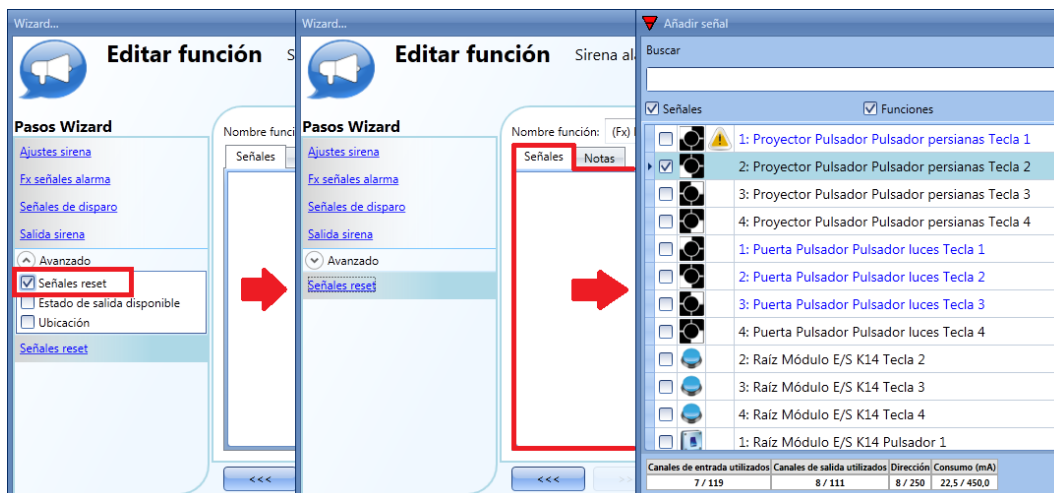 Wizard...
Editar función S
Pasos Wizard
Ajustes sirena
Fx señales alarma
Señales de disparo
Salida sirena
Avanzado
Señales reset
Estado de salida disponible
Ubicación
Señales reset
Nombre funci
Señales
<<<
Wizard...
Editar función Sirena al
Pasos Wizard
Ajustes sirena
Fx señales alarma
Señales de disparo
Salida sirena
Avanzado
Señales reset
Nombre función: (Fx)
Señales Notas
<<< >>
Añadir señal
Buscar
Señales Funciones
1: Proyector Pulsador Pulsador persianas Tecla 1
2: Proyector Pulsador Pulsador persianas Tecla 2
3: Proyector Pulsador Pulsador persianas Tecla 3
4: Proyector Pulsador Pulsador persianas Tecla 4
1: Puerta Pulsador Pulsador luces Tecla 1
2: Puerta Pulsador Pulsador luces Tecla 2
3: Puerta Pulsador Pulsador luces Tecla 3
4: Puerta Pulsador Pulsador luces Tecla 4
2: Raíz Módulo E/S K14 Tecla 2
3: Raíz Módulo E/S K14 Tecla 3
4: Raíz Módulo E/S K14 Tecla 4
1: Raíz Módulo E/S K14 Pulsador 1
Canales de entrada utilizados Canales de salida utilizados Dirección Consumo (mA)
7 / 119 8 / 111 8 / 250 22,5 / 450,0